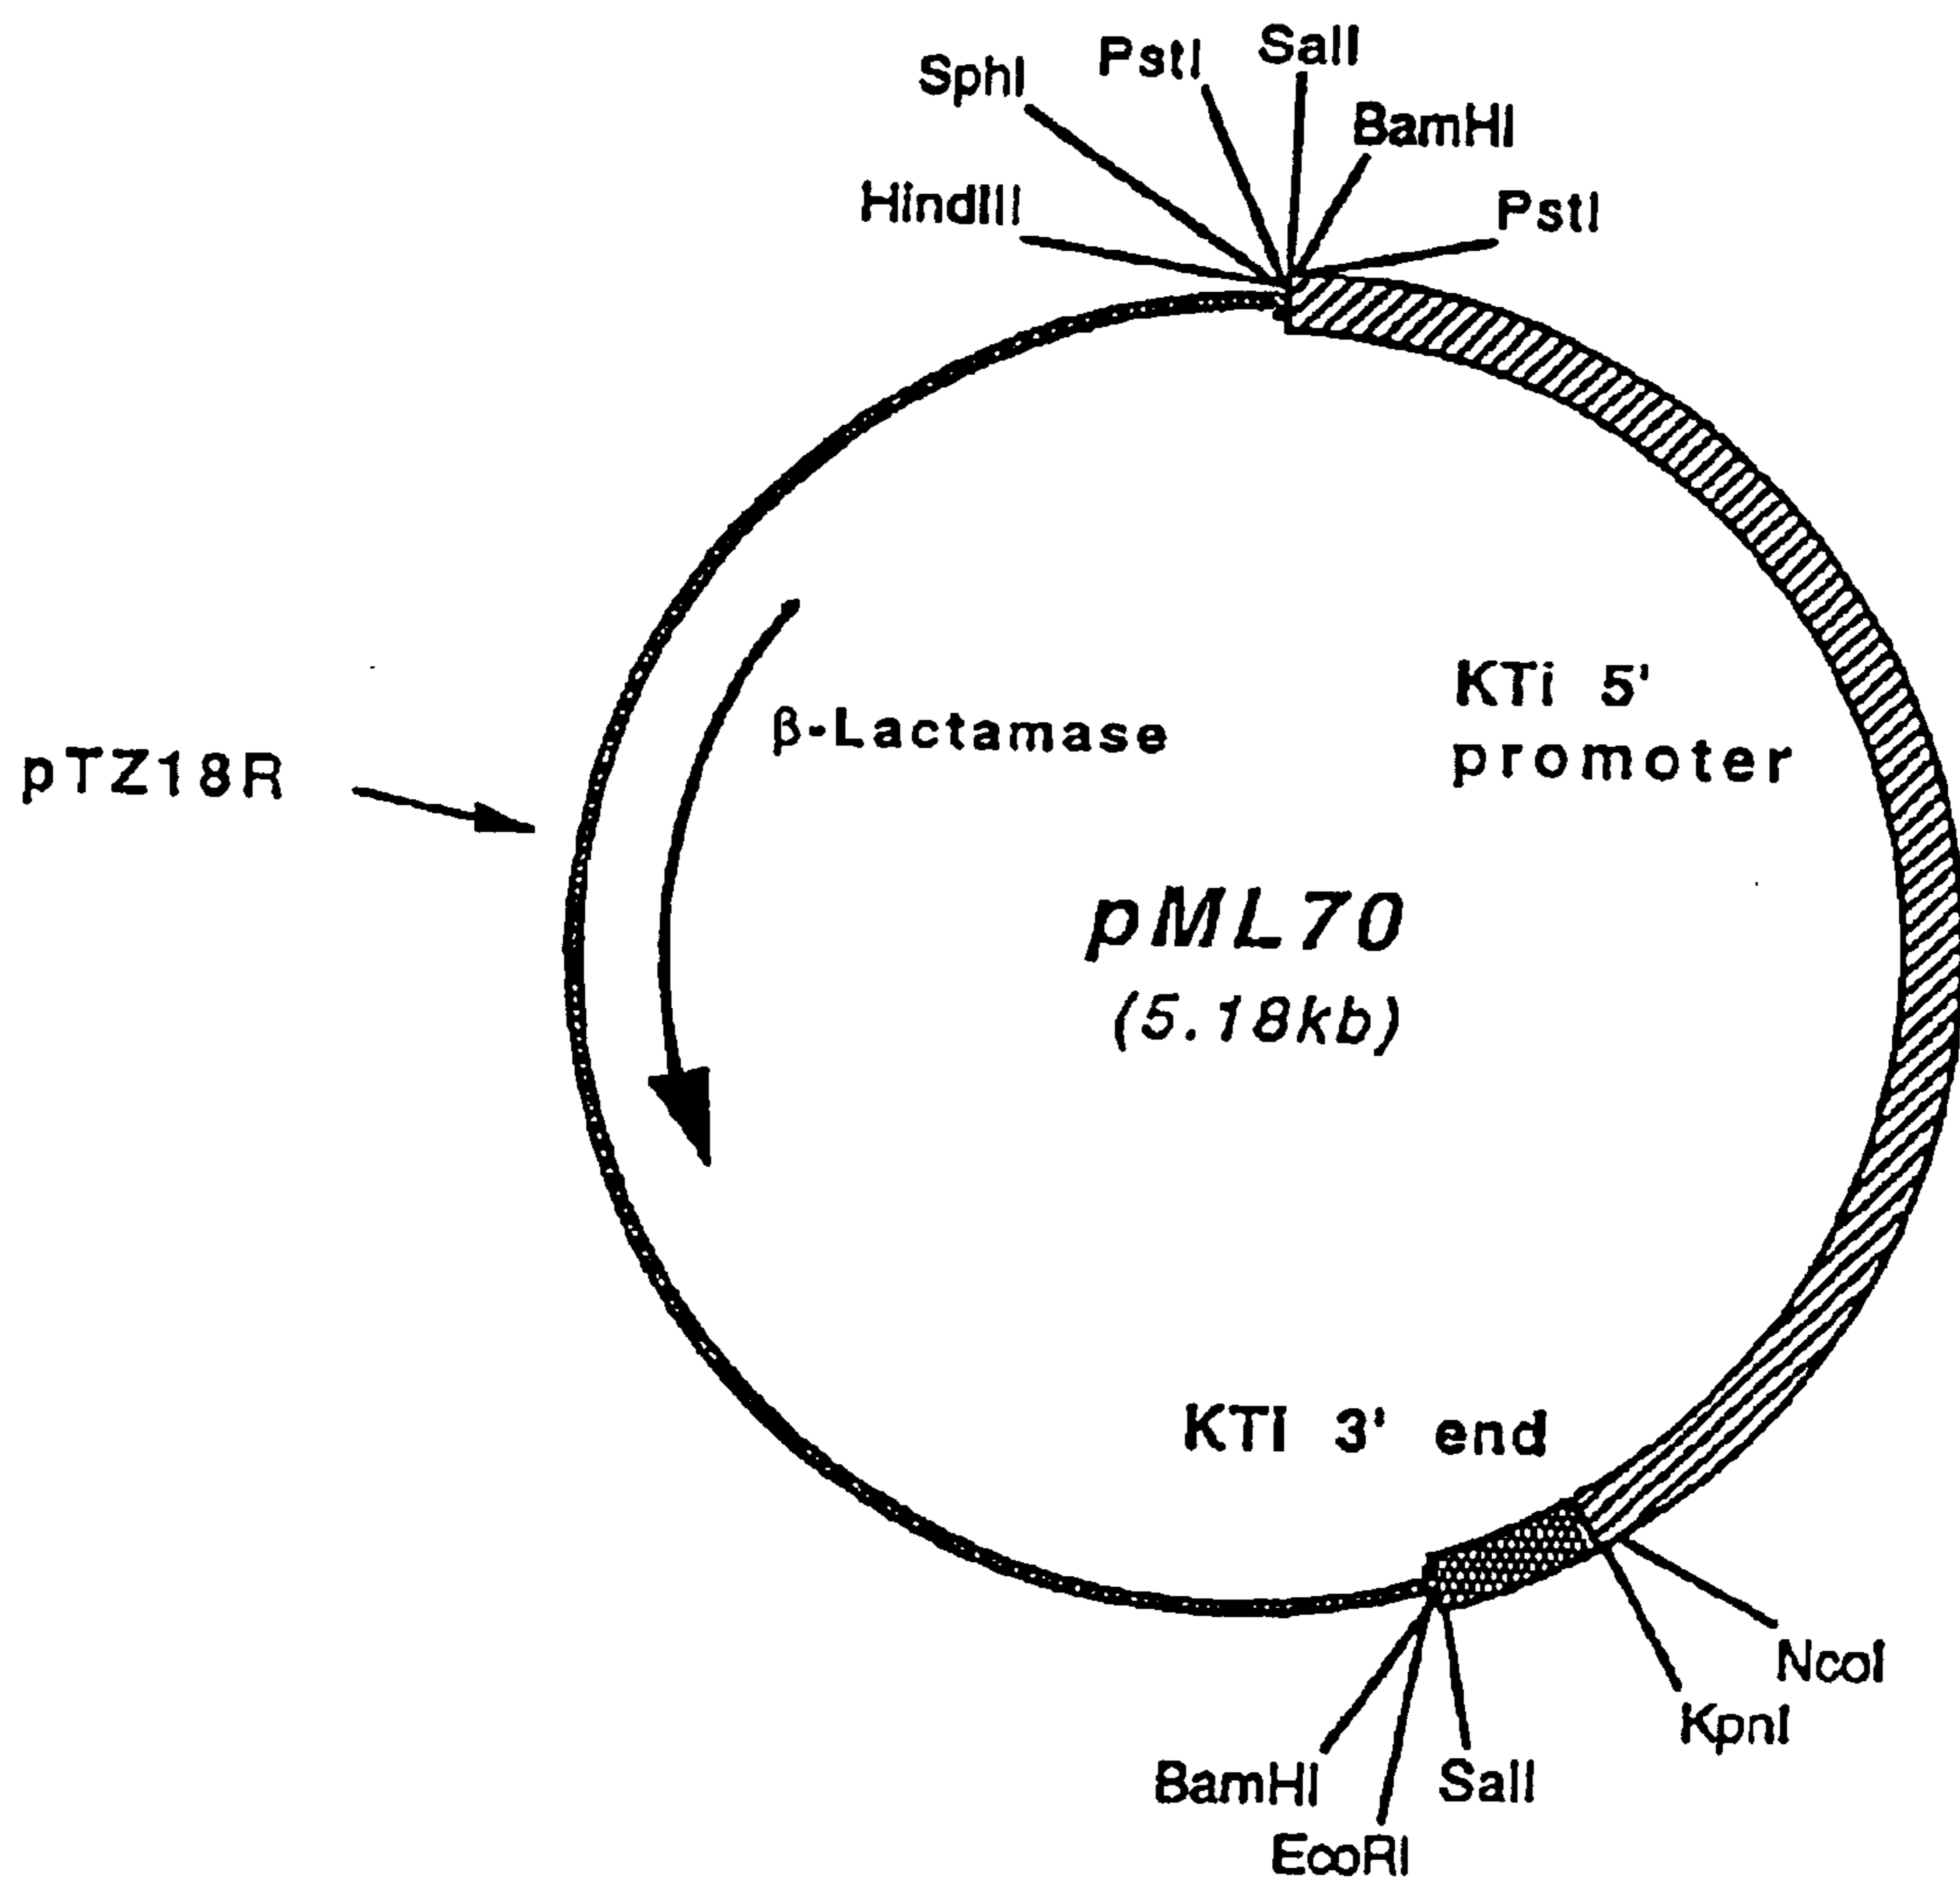 SphI
PstI
SalI
BamHI
HindIII
PstI
KTi 5'
promoter
β-Lactamase
pTZ18R
pML70
(5.18kb)
KTI 3' end
NcoI
KpnI
BamHI
SalI
EcoRI